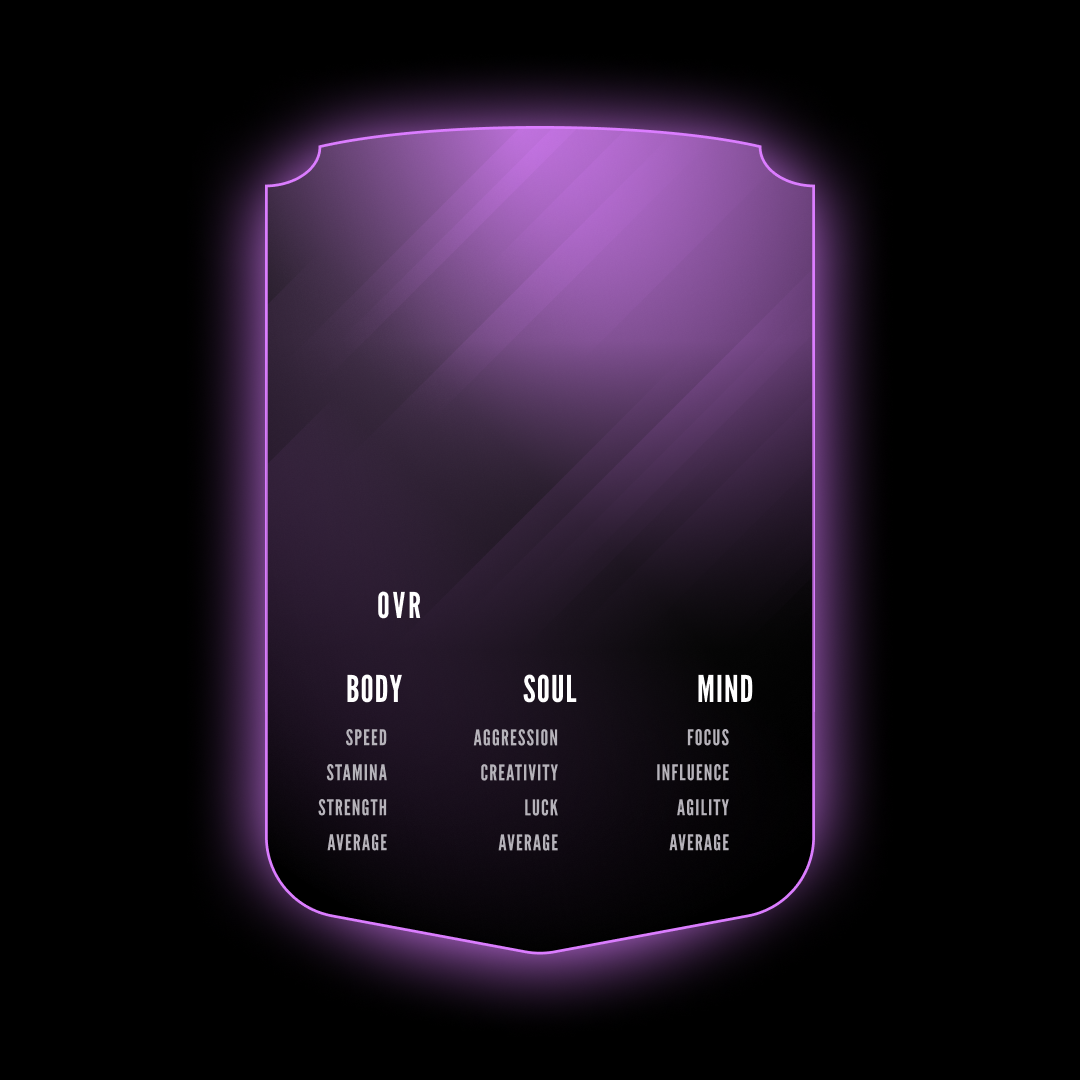 OVR
BODY SOUL MIND
SPEED AGGRESSION FOCUS
STAMINA CREATIVITY INFLUENCE
STRENGTH LUCK AGILITY
AVERAGE AVERAGE AVERAGE